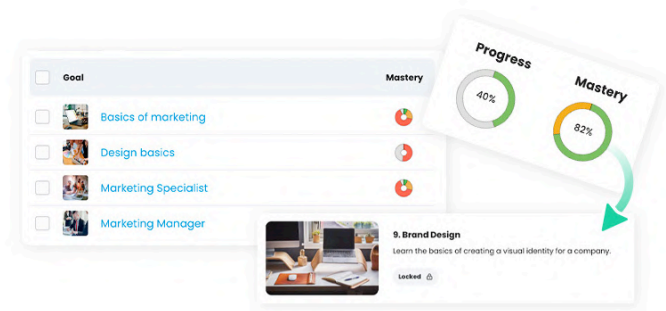 Goal Mastery
Basics of marketing
Design basics
Marketing Specialist
Marketing Manager
Progress
40%
Mastery
82%
9. Brand Design
Learn the basics of creating a visual identity for a company.
Locked